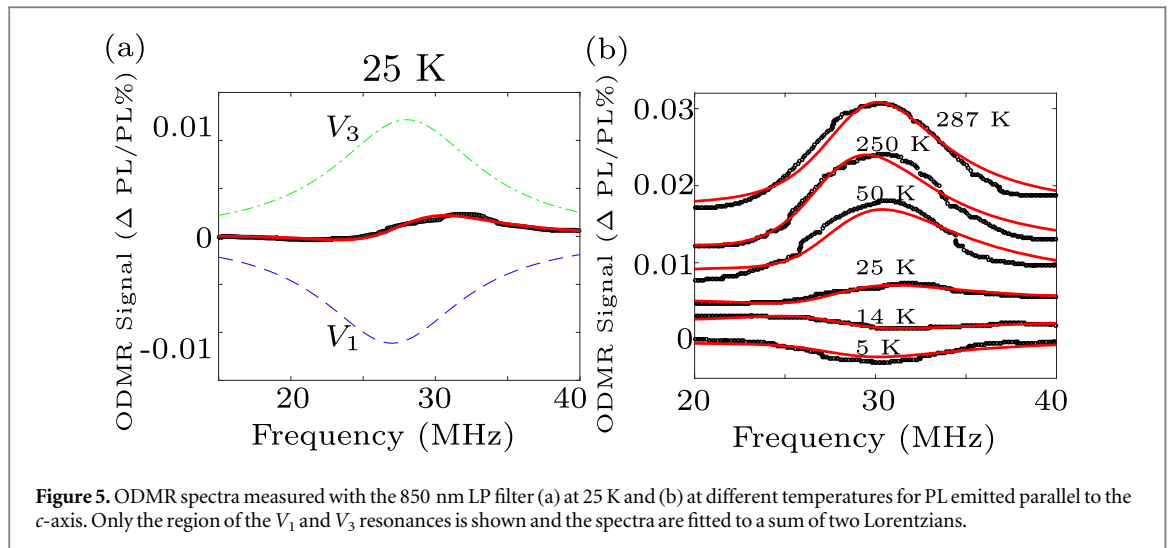 (a)
25 K
ODMR Signal (Δ PL/PL%)
0.01
0
-0.01
V3
V1
20
30
40
Frequency (MHz)
(b)
ODMR Signal (Δ PL/PL%)
0.03
0.02
0.01
0
287 K
250 K
50 K
25 K
14 K
5 K
20
30
40
Frequency (MHz)
Figure 5. ODMR spectra measured with the 850 nm LP filter (a) at 25 K and (b) at different temperatures for PL emitted parallel to the
c-axis. Only the region of the V1 and V3 resonances is shown and the spectra are fitted to a sum of two Lorentzians.